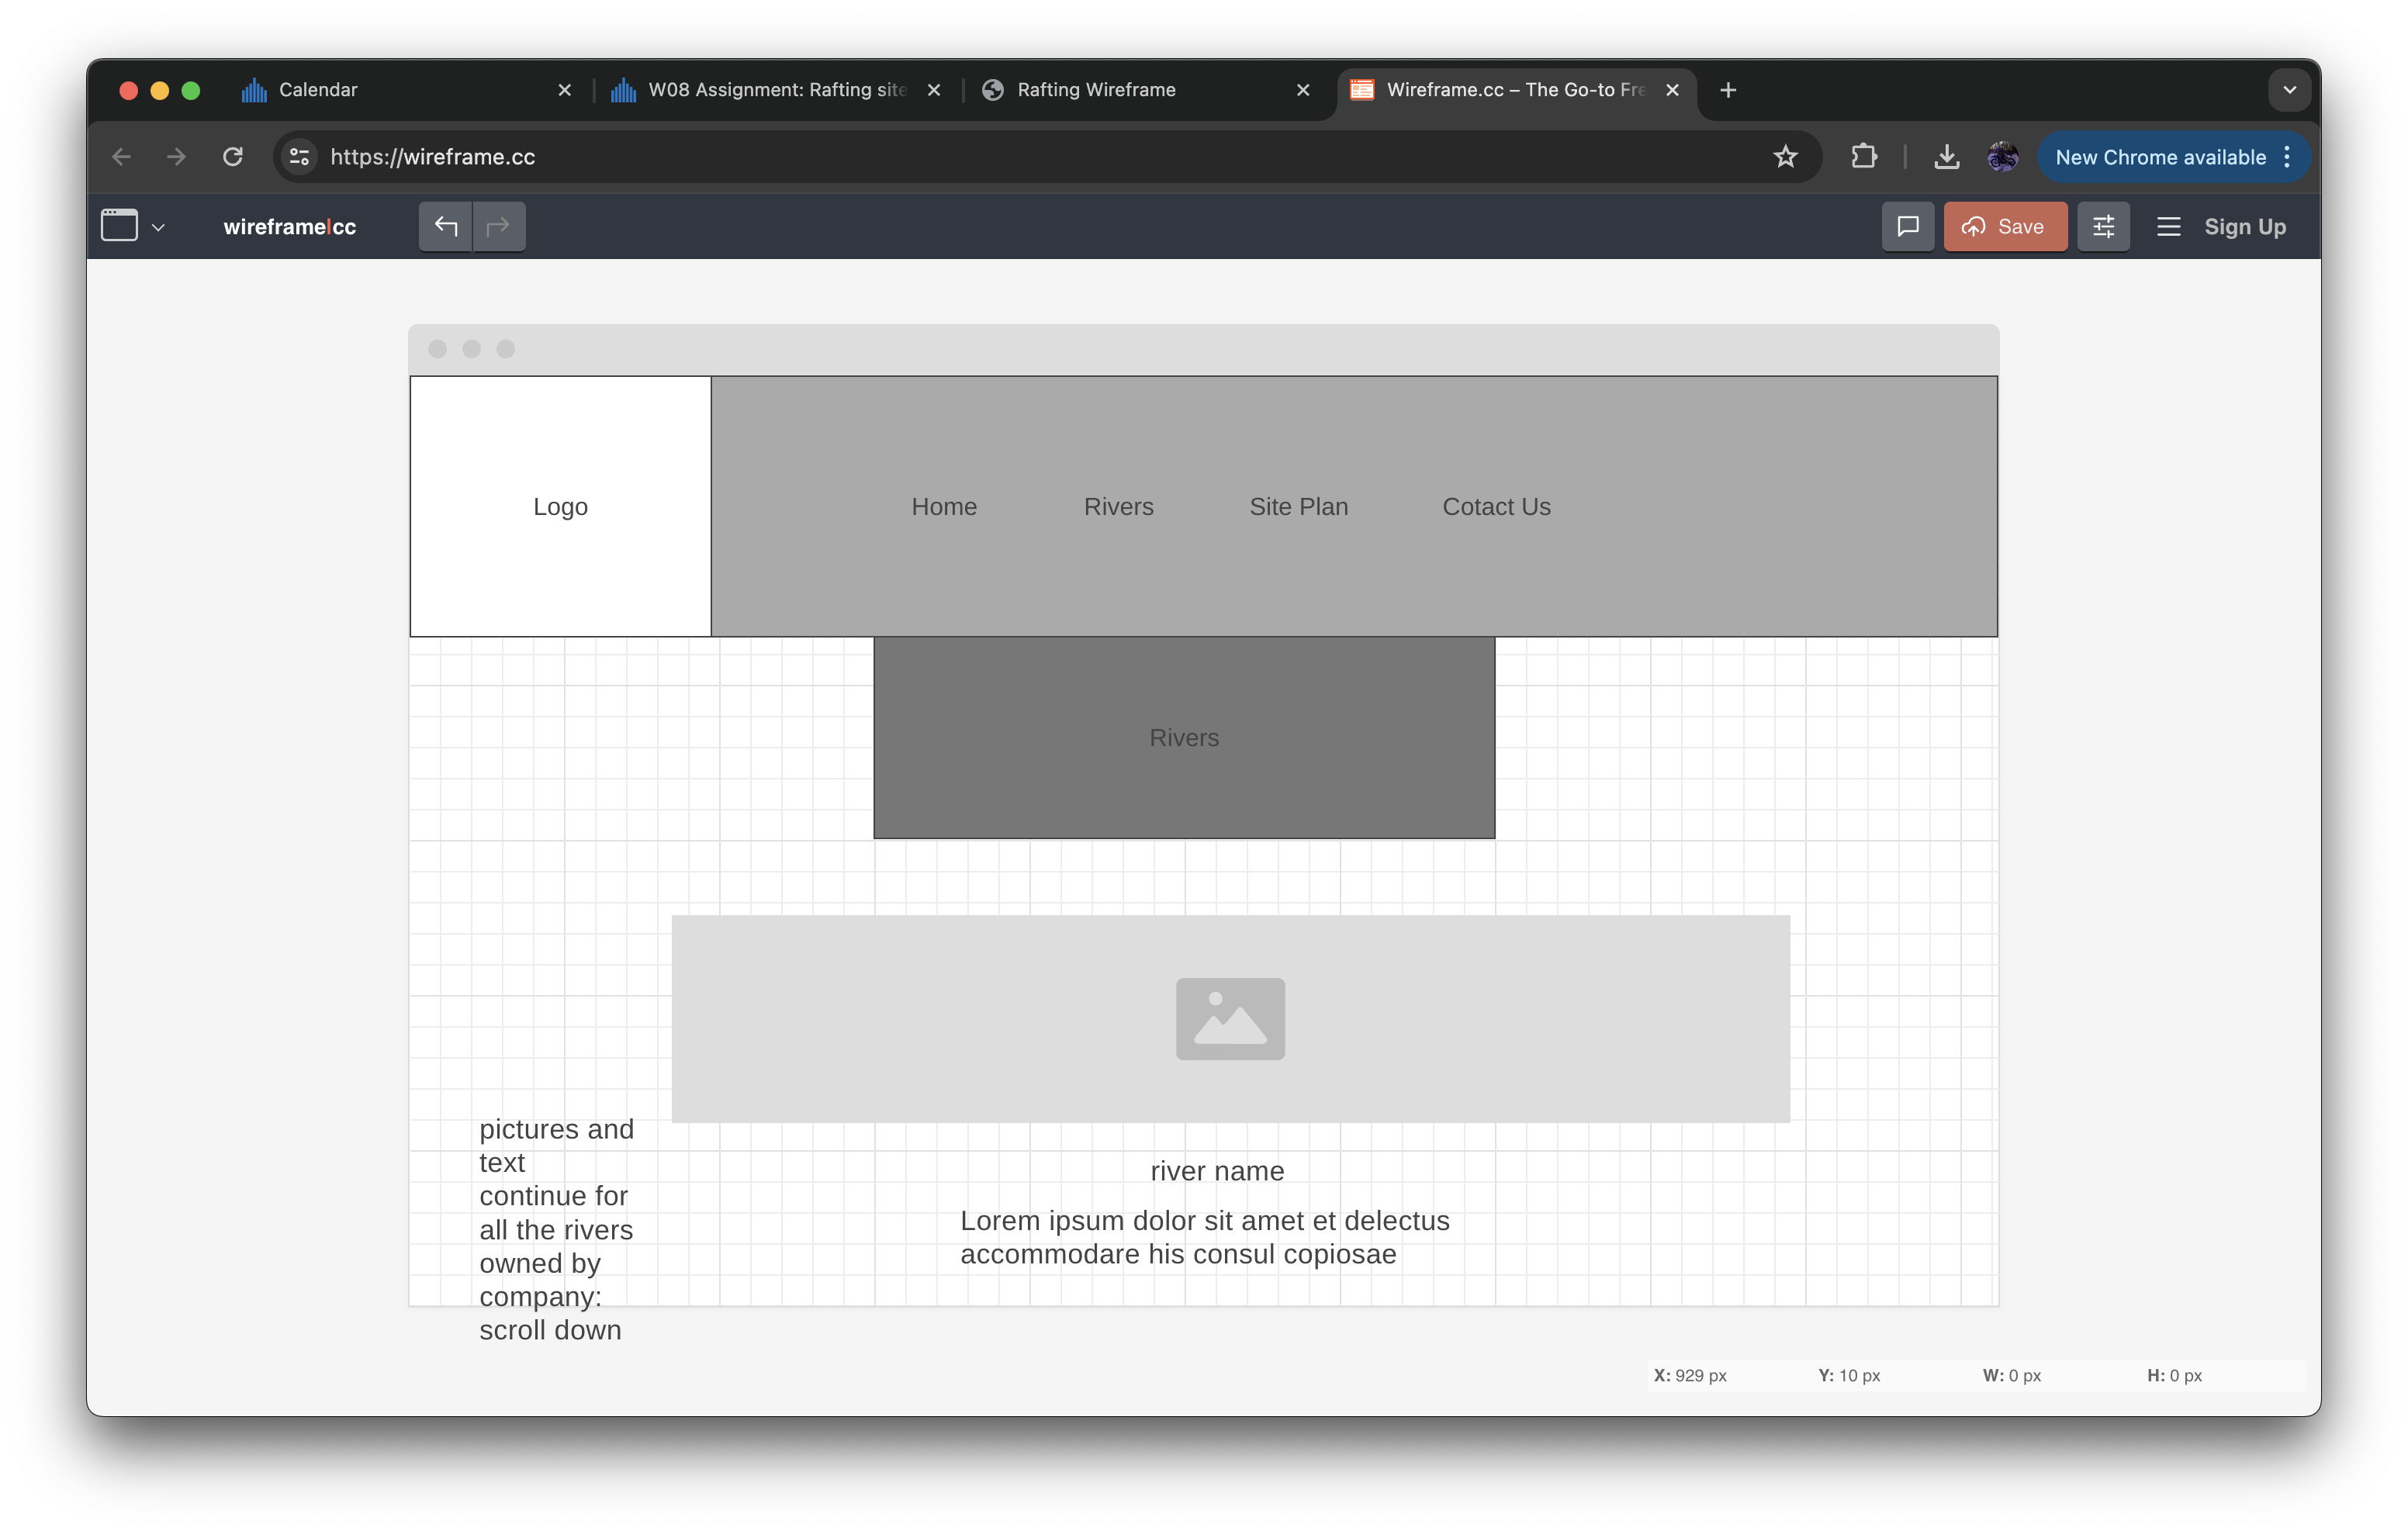 Calendar
W08 Assignment: Rafting site
Rafting Wireframe
Wireframe.cc – The Go-to Fre
https://wireframe.cc
New Chrome available
wireframe|cc
Save
Sign Up
Logo
Home
Rivers
Site Plan
Cotact Us
Rivers
pictures and
text
continue for
all the rivers
owned by
company:
scroll down
river name
Lorem ipsum dolor sit amet et delectus
accommodare his consul copiosae
X: 929 px
Y: 10 px
W: 0 px
H: 0 px